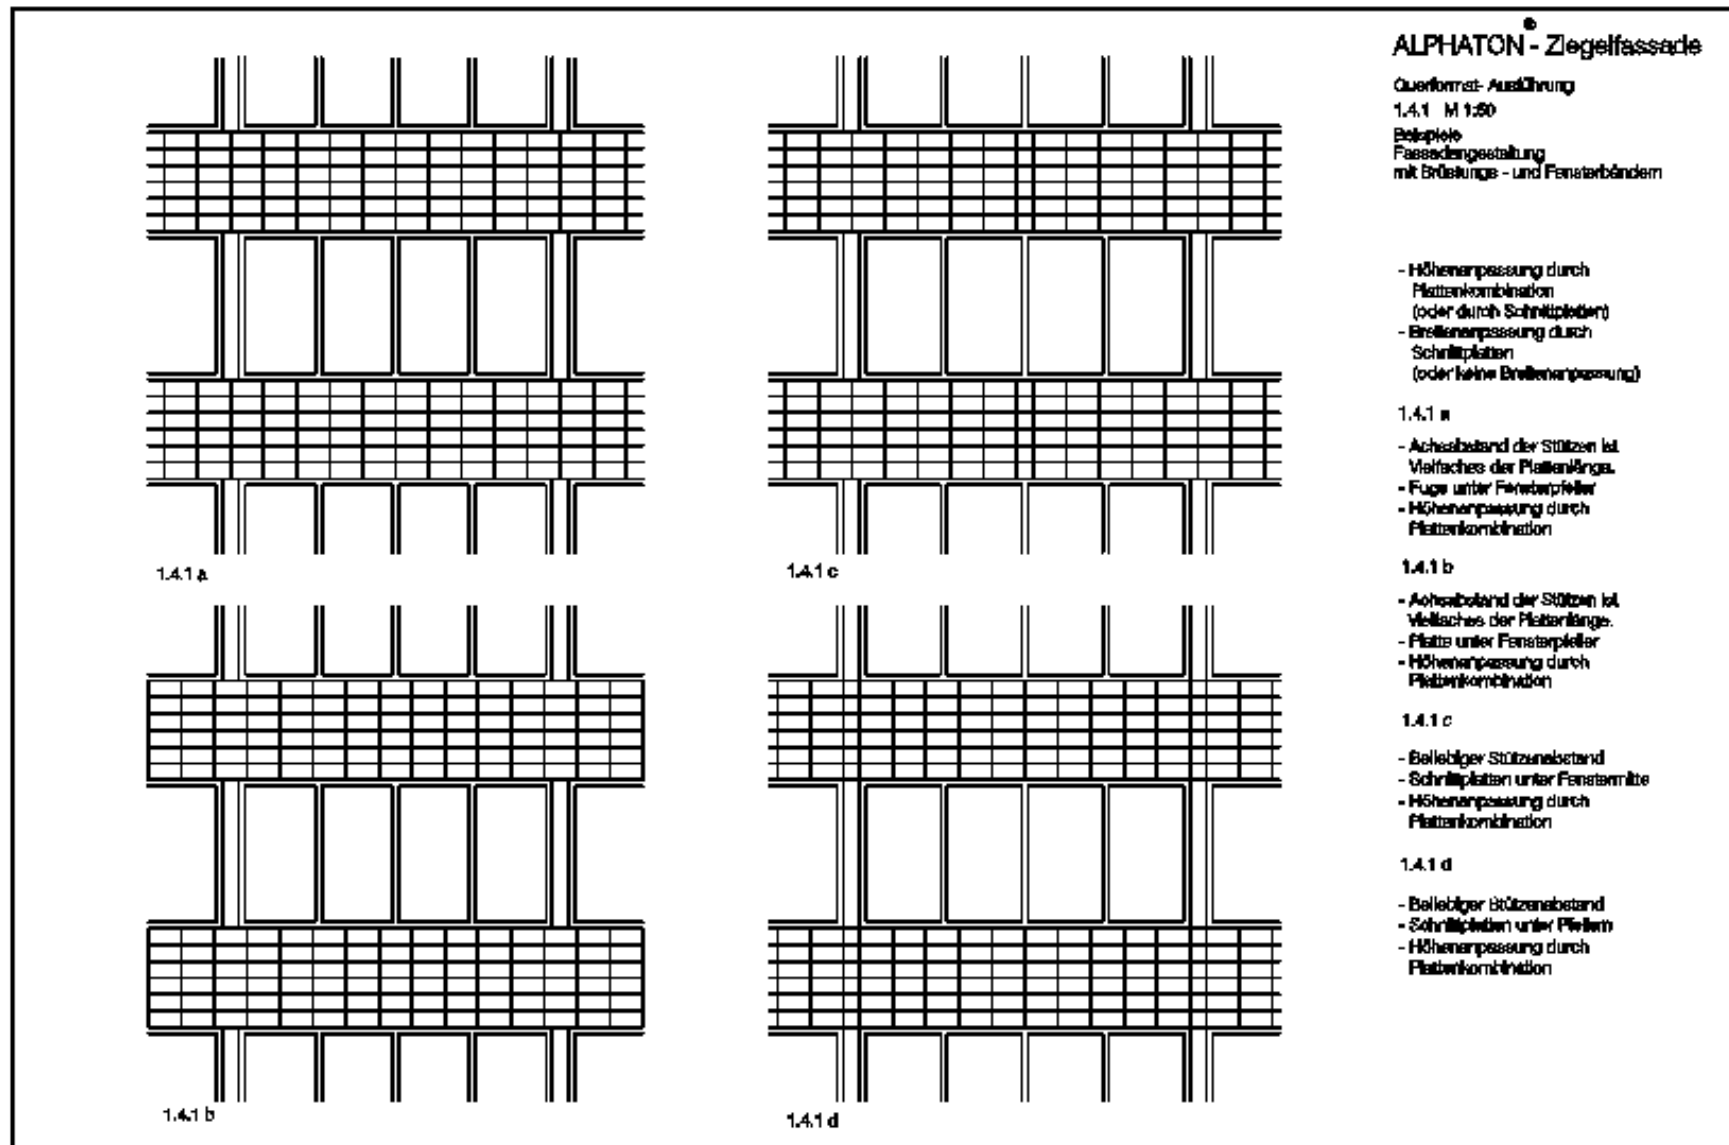 ALPHATON® - Ziegelfassade
Querformat- Ausführung
1.4.1 M 1:50
Beispiele
Fassadengestaltung
mit Brüstungs - und Fensterbändern
- Höhenanpassung durch
Plattenkombination
(oder durch Schnittplatten)
- Breitenanpassung durch
Schnittplatten
(oder keine Breitenanpassung)
1.4.1 a
- Achsabstand der Stützen ist
Vielfaches der Plattenlänge.
- Fuge unter Fensterpfeiler
- Höhenanpassung durch
Plattenkombination
1.4.1 b
- Achsabstand der Stützen ist
Vielfaches der Plattenlänge.
- Platte unter Fensterpfeiler
- Höhenanpassung durch
Plattenkombination
1.4.1 c
- Beliebiger Stützenabstand
- Schnittplatten unter Fenstermitte
- Höhenanpassung durch
Plattenkombination
1.4.1 d
- Beliebiger Stützenabstand
- Schnittplatten unter Pfeilern
- Höhenanpassung durch
Plattenkombination
1.4.1 a
1.4.1 c
1.4.1 b
1.4.1 d